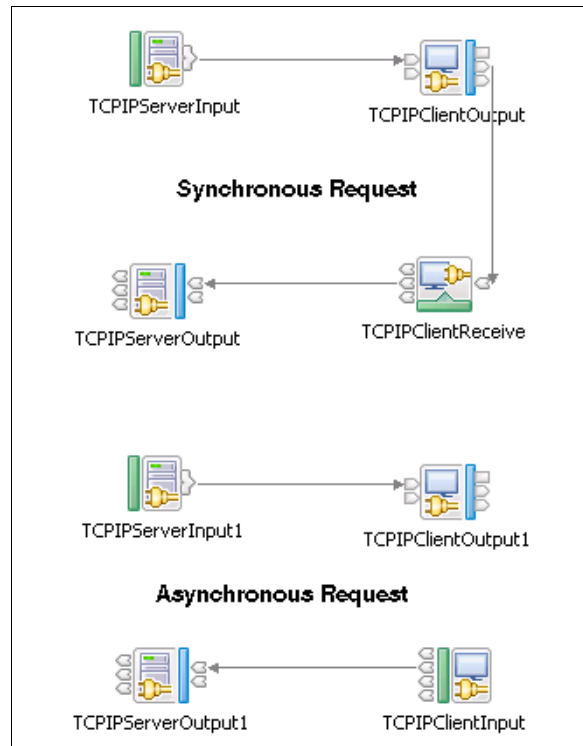 TCPIPServerInput
TCPIPClientOutput
Synchronous Request
TCPIPServerOutput
TCPIPClientReceive
TCPIPServerInput1
TCPIPClientOutput1
Asynchronous Request
TCPIPServerOutput1
TCPIPClientInput